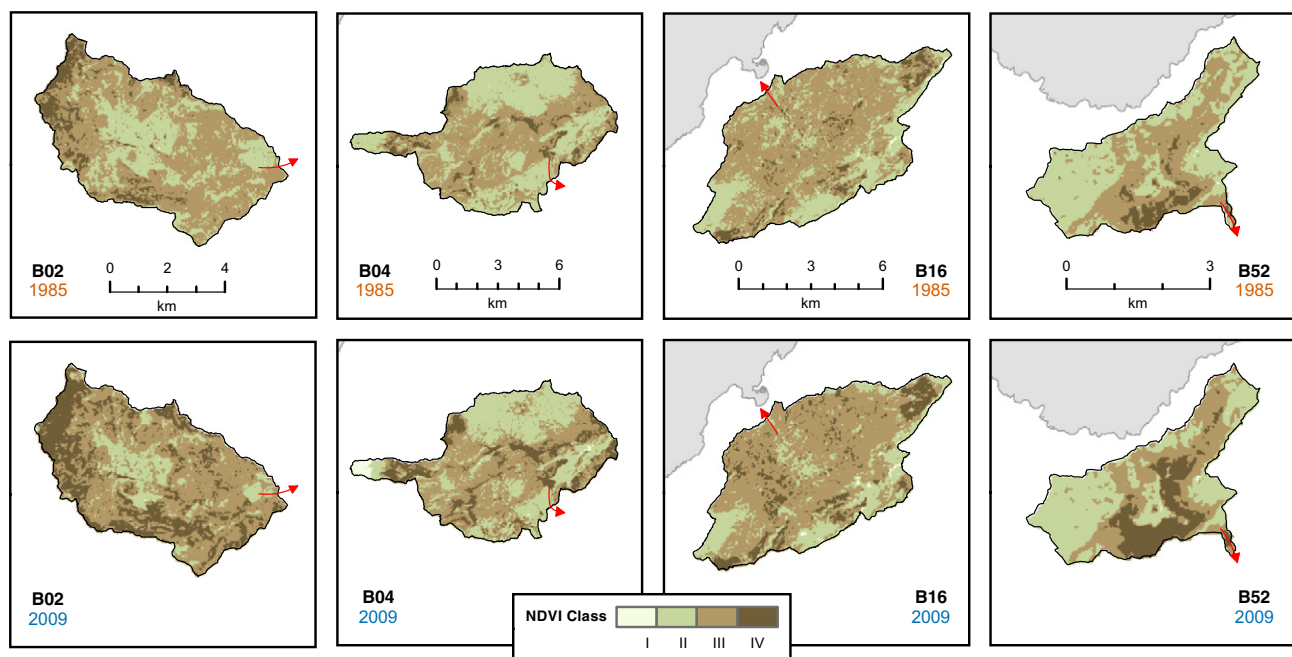 B02
1985
0 2 4
km
B04
1985
0 3 6
km
0 3 6
km
B16
1985
0 3
km
B52
1985
B02
2009
B04
2009
B16
2009
B52
2009
NDVI Class
I II III IV